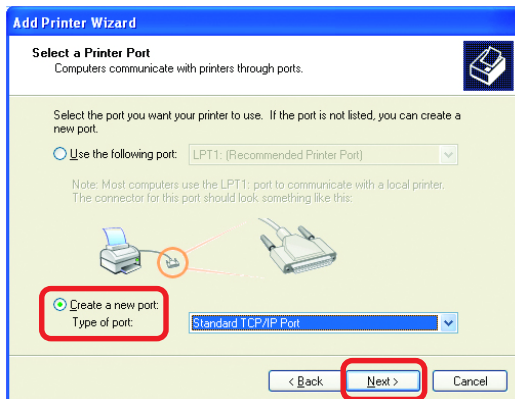 Add Printer Wizard
Select a Printer Port
Computers communicate with printers through ports.
Select the port you want your printer to use. If the port is not listed, you can create a
new port.
Use the following port: LPT1: (Recommended Printer Port)
Note: Most computers use the LPT1: port to communicate with a local printer.
The connector for this port should look something like this:
Create a new port:
Type of port: Standard TCP/IP Port
< Back Next > Cancel